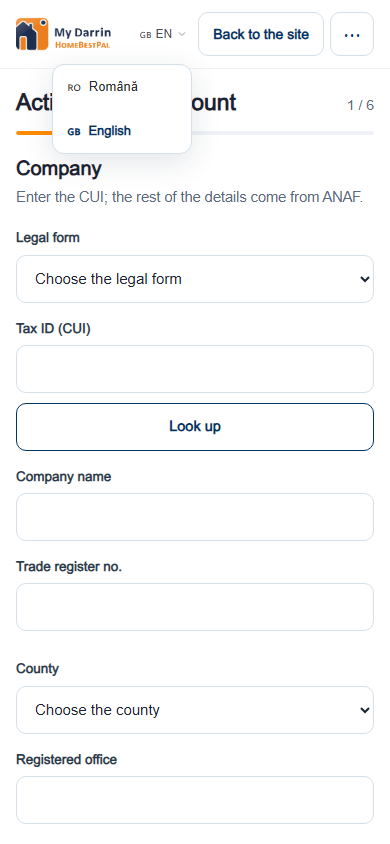 My Darrin
HomeBestPal
GB EN
Back to the site
...
RO Română
GB English
1 / 6
Company
Enter the CUI; the rest of the details come from ANAF.
Legal form
Choose the legal form
Tax ID (CUI)
Look up
Company name
Trade register no.
County
Choose the county
Registered office